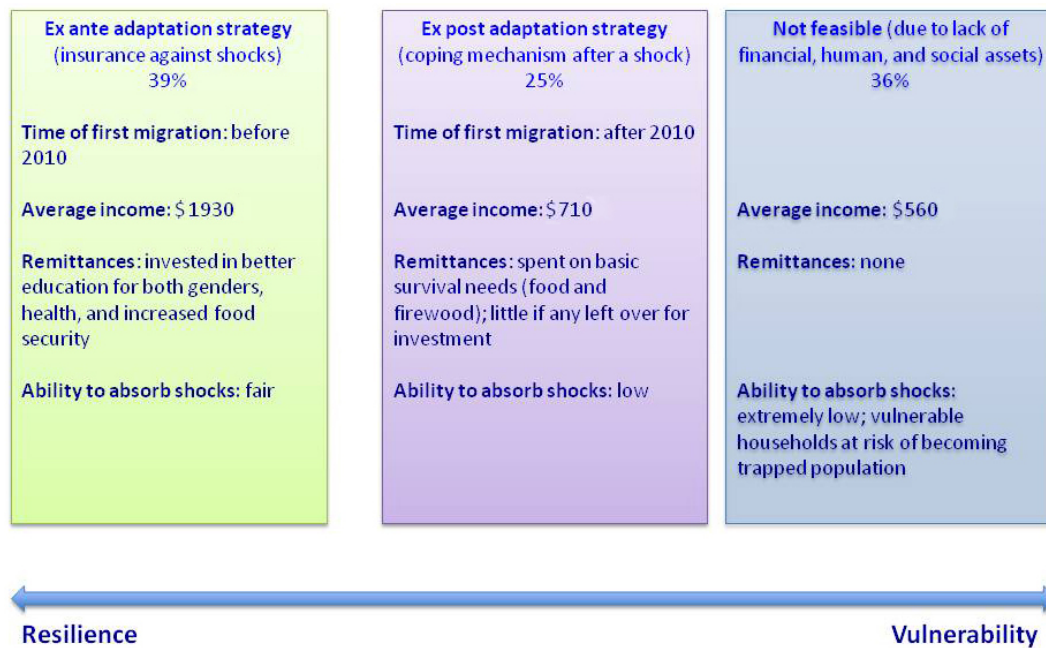 Ex ante adaptation strategy
(insurance against shocks)
39%
Time of first migration: before
2010
Average income: $1930
Remittances: invested in better
education for both genders,
health, and increased food
security
Ability to absorb shocks: fair
Ex post adaptation strategy
(coping mechanism after a shock)
25%
Time of first migration: after 2010
Average income: $710
Remittances: spent on basic
survival needs (food and
firewood); little if any left over for
investment
Ability to absorb shocks: low
Not feasible (due to lack of
financial, human, and social assets)
36%
Average income: $560
Remittances: none
Ability to absorb shocks:
extremely low; vulnerable
households at risk of becoming
trapped population
Resilience
Vulnerability